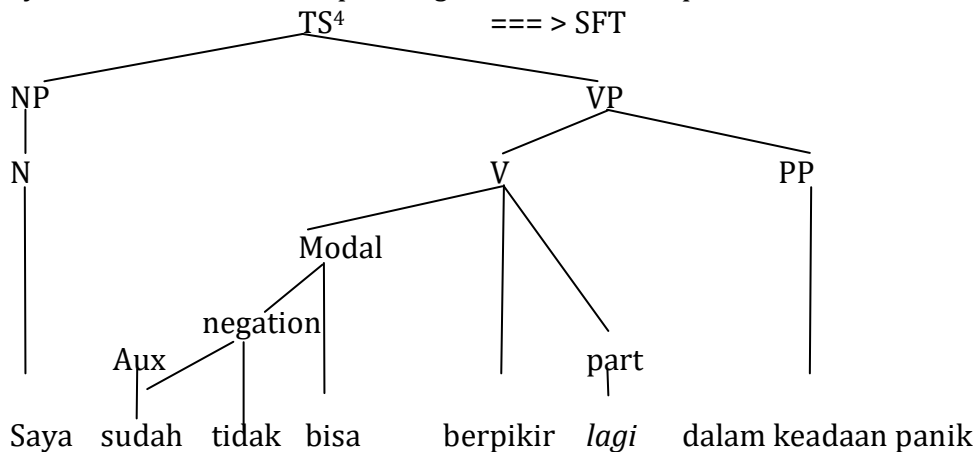 TS⁴ === > SFT
NP VP
N V PP
Modal
negation
Aux part
Saya sudah tidak bisa berpikir lagi dalam keadaan panik